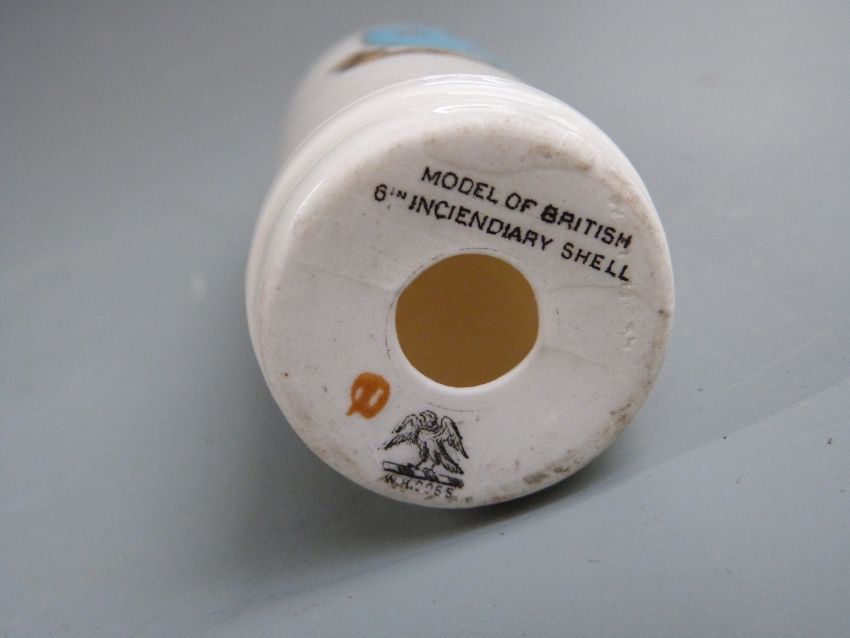 MODEL OF BRITISH
6IN INCIENDIARY SHELL
W.H.GOSS